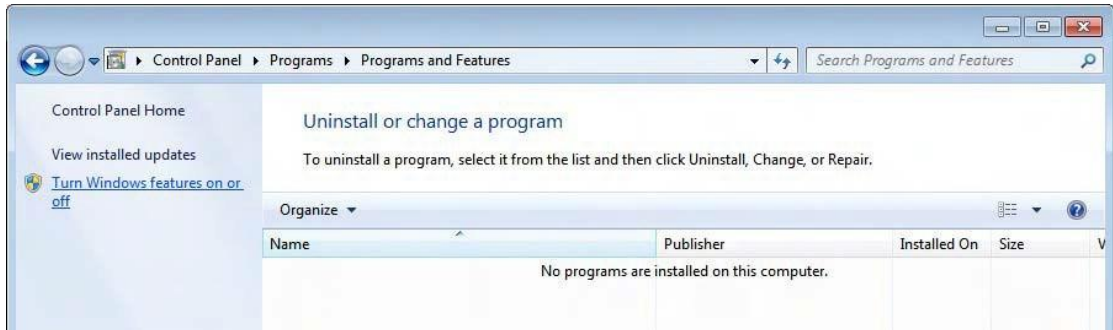 Control Panel ▸ Programs ▸ Programs and Features
Search Programs and Features
Control Panel Home
View installed updates
Turn Windows features on or
off
Uninstall or change a program
To uninstall a program, select it from the list and then click Uninstall, Change, or Repair.
Organize
Name Publisher Installed On Size V
No programs are installed on this computer.